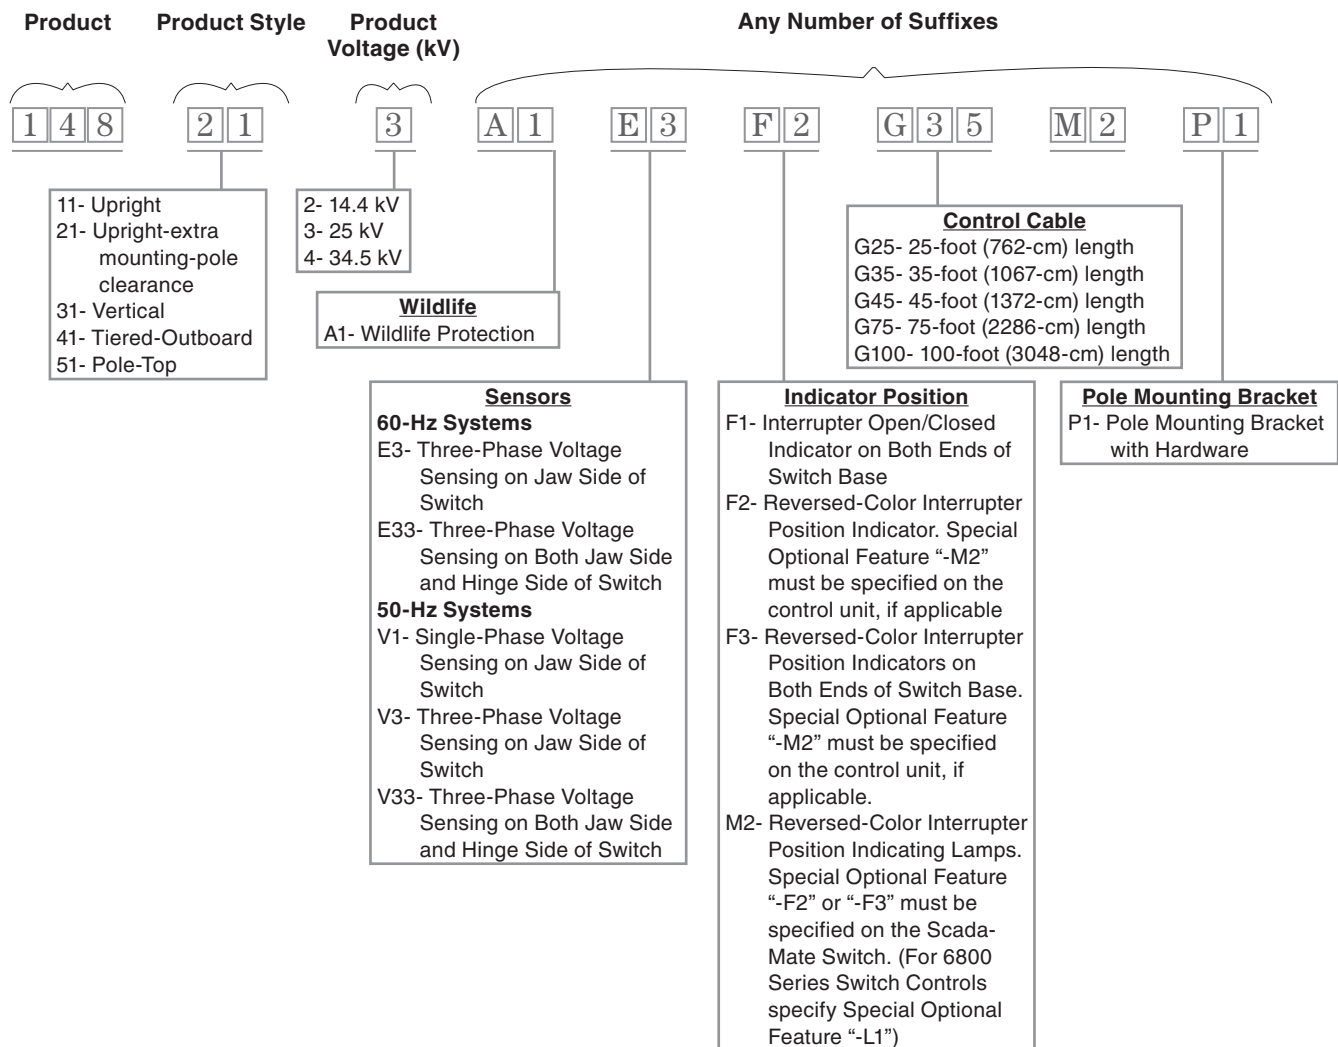 Product
Product Style
Product
Voltage (kV)
Any Number of Suffixes
1 4 8
2 1
3
A 1
E 3
F 2
G 3 5
M 2
P 1
11- Upright
21- Upright-extra
mounting-pole
clearance
31- Vertical
41- Tiered-Outboard
51- Pole-Top
2- 14.4 kV
3- 25 kV
4- 34.5 kV
Wildlife
A1- Wildlife Protection
Control Cable
G25- 25-foot (762-cm) length
G35- 35-foot (1067-cm) length
G45- 45-foot (1372-cm) length
G75- 75-foot (2286-cm) length
G100- 100-foot (3048-cm) length
Sensors
60-Hz Systems
E3- Three-Phase Voltage
Sensing on Jaw Side of
Switch
E33- Three-Phase Voltage
Sensing on Both Jaw Side
and Hinge Side of Switch
50-Hz Systems
V1- Single-Phase Voltage
Sensing on Jaw Side of
Switch
V3- Three-Phase Voltage
Sensing on Jaw Side of
Switch
V33- Three-Phase Voltage
Sensing on Both Jaw Side
and Hinge Side of Switch
Indicator Position
F1- Interrupter Open/Closed
Indicator on Both Ends of
Switch Base
F2- Reversed-Color Interrupter
Position Indicator. Special
Optional Feature “-M2”
must be specified on the
control unit, if applicable
F3- Reversed-Color Interrupter
Position Indicators on
Both Ends of Switch Base.
Special Optional Feature
“-M2” must be specified
on the control unit, if
applicable.
M2- Reversed-Color Interrupter
Position Indicating Lamps.
Special Optional Feature
“-F2” or “-F3” must be
specified on the Scada-
Mate Switch. (For 6800
Series Switch Controls
specify Special Optional
Feature “-L1”)
Pole Mounting Bracket
P1- Pole Mounting Bracket
with Hardware